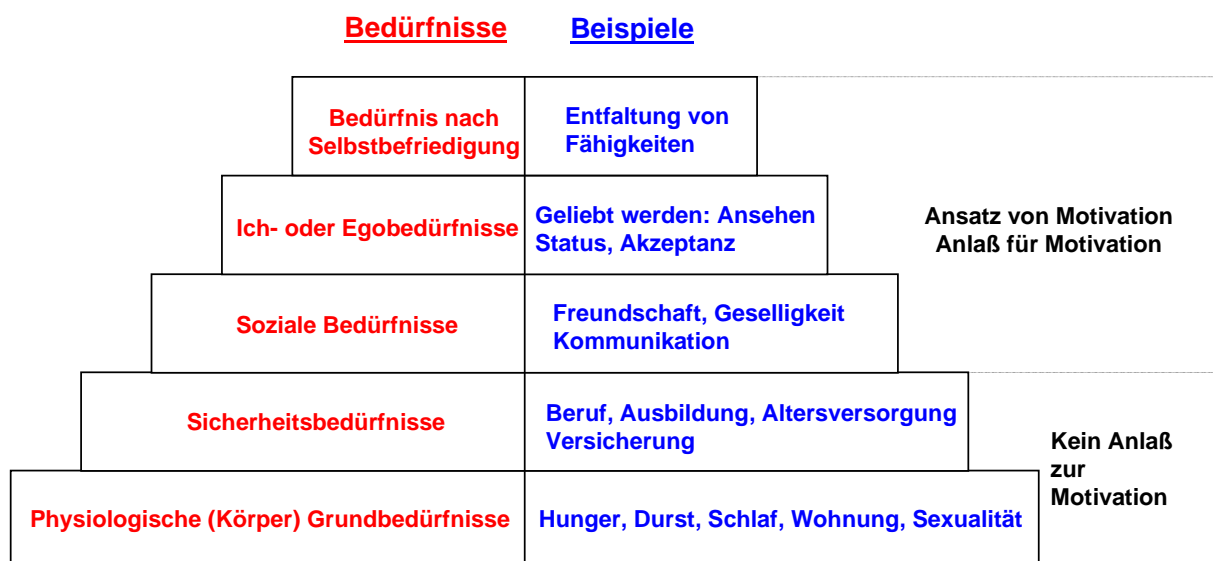 Bedürfnisse Beispiele
Bedürfnis nach
Selbstbefriedigung
Entfaltung von
Fähigkeiten
Ich- oder Egobedürfnisse
Geliebt werden: Ansehen
Status, Akzeptanz
Ansatz von Motivation
Anlaß für Motivation
Soziale Bedürfnisse
Freundschaft, Geselligkeit
Kommunikation
Sicherheitsbedürfnisse
Beruf, Ausbildung, Altersversorgung
Versicherung
Kein Anlaß
zur
Motivation
Physiologische (Körper) Grundbedürfnisse
Hunger, Durst, Schlaf, Wohnung, Sexualität